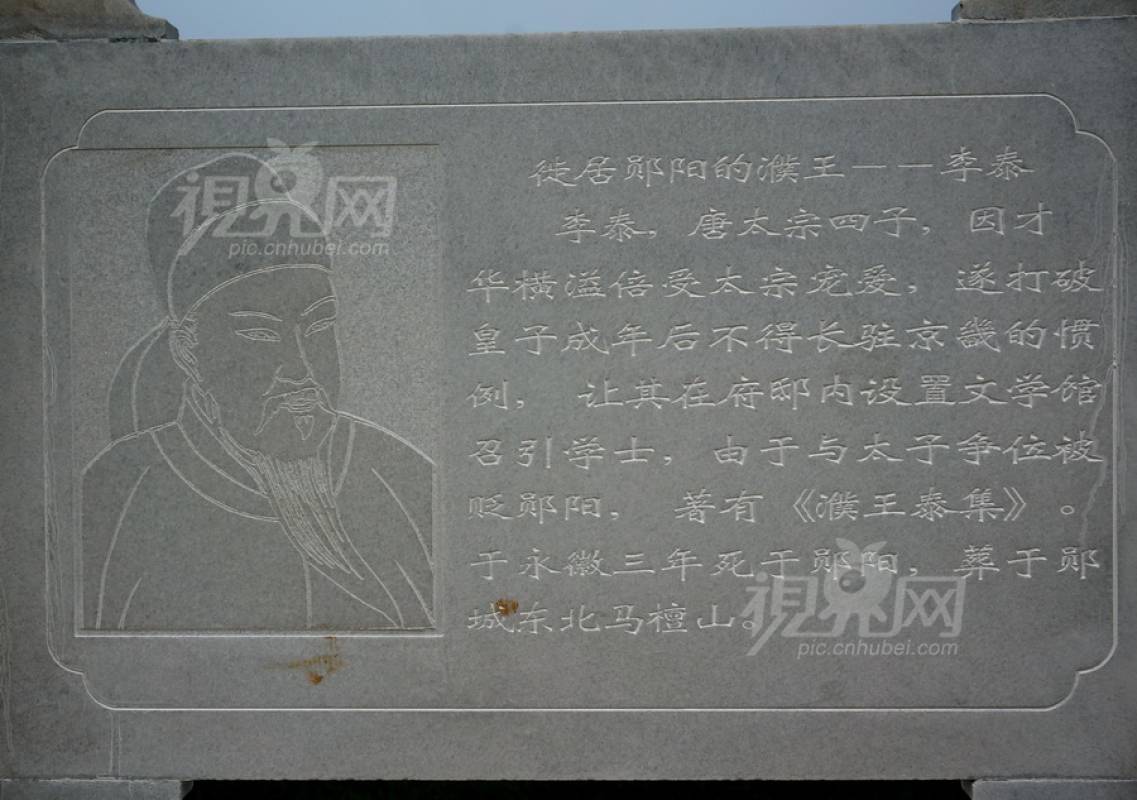 徙居郧阳的濮王——李泰
李泰，唐太宗四子，因才
华横溢倍受太宗宠爱，遂打破
皇子成年后不得长驻京畿的惯
例，让其在府邸内设置文学馆
召引学士，由于与太子争位被
贬郧阳，著有《濮王泰集》。
于永徽三年死于郧阳，葬于郧
城东北马檀山。
視界网
pic.cnhubei.com
視界网
pic.cnhubei.com